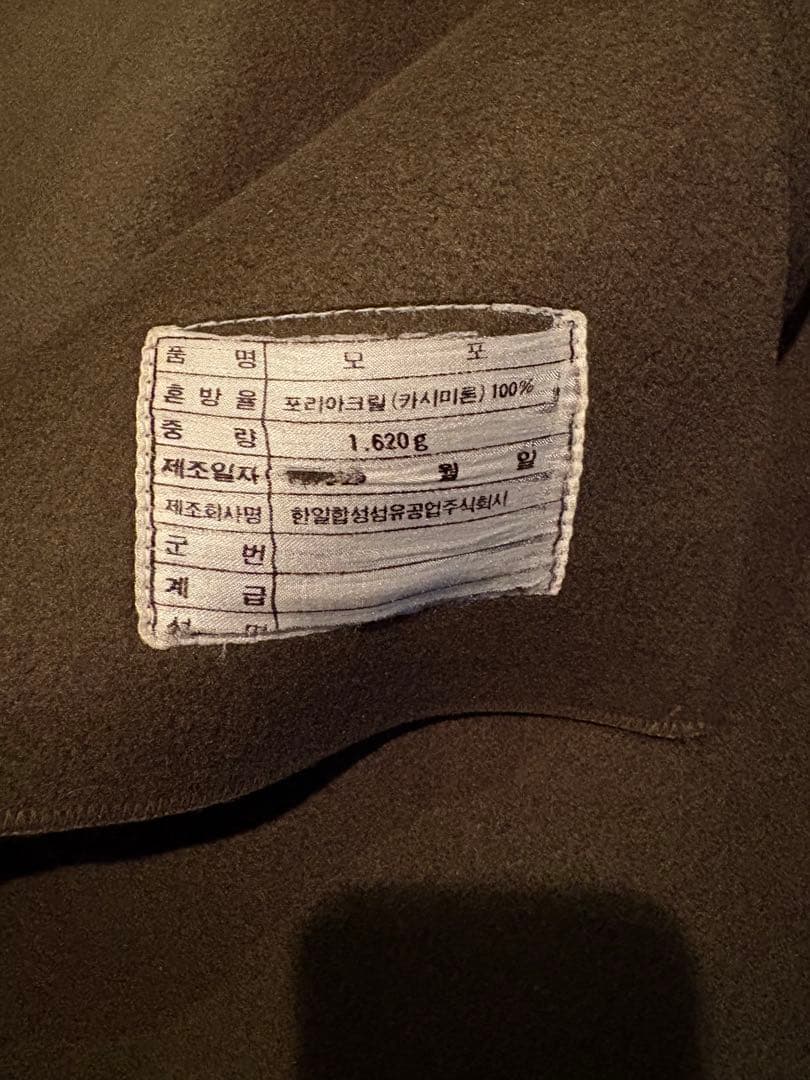 품 명 모 포
혼 방 율 포리아크릴 (카시미론) 100%
중 량 1.620g
제조일자 월 일
제조회사명 한일합성섬유공업주식회사
군 번
계 급
성 명